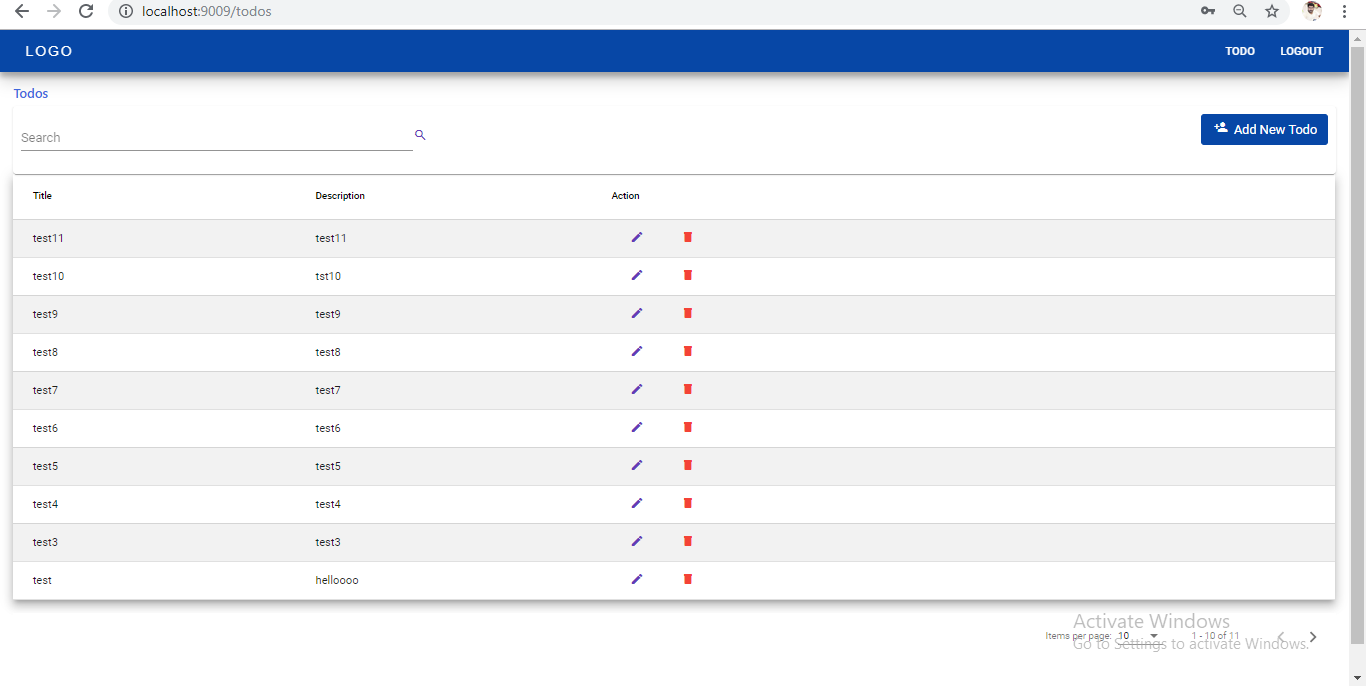 localhost:9009/todos
LOGO TODO LOGOUT
Todos
Search Add New Todo
Title Description Action
test11 test11
test10 tst10
test9 test9
test8 test8
test7 test7
test6 test6
test5 test5
test4 test4
test3 test3
test helloooo
Activate Windows
Items per page: 10 1 - 10 of 11
Go to Settings to activate Windows.